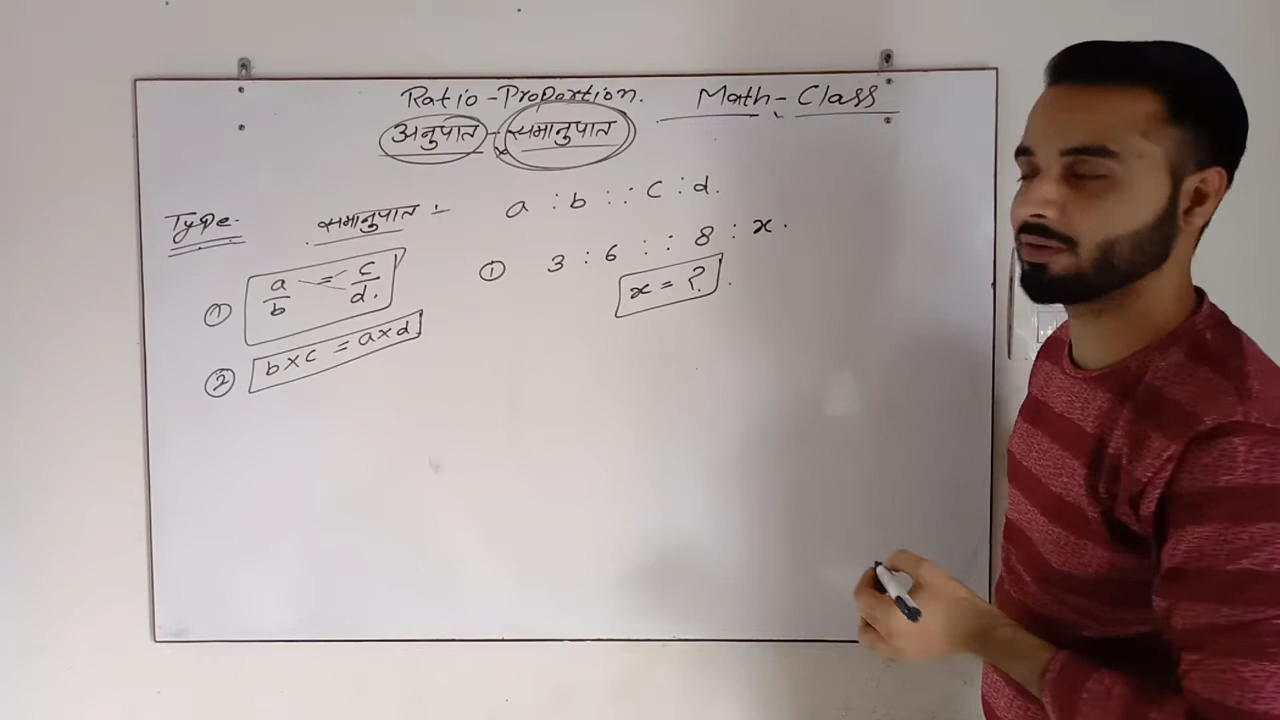 Ratio - Proportion.
Math - Class
अनुपात - समानुपात
Type.
समानुपात :-
a : b : : c : d.
① a/b = c/d.
① 3 : 6 : : 8 : x.
x = ?
② b×c = a×d